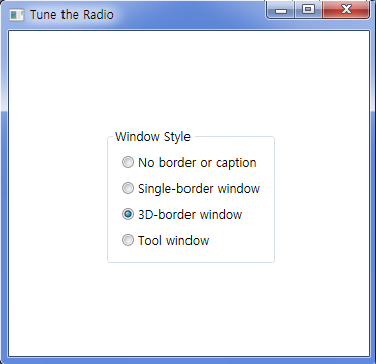 Tune the Radio
Window Style
No border or caption
Single-border window
3D-border window
Tool window